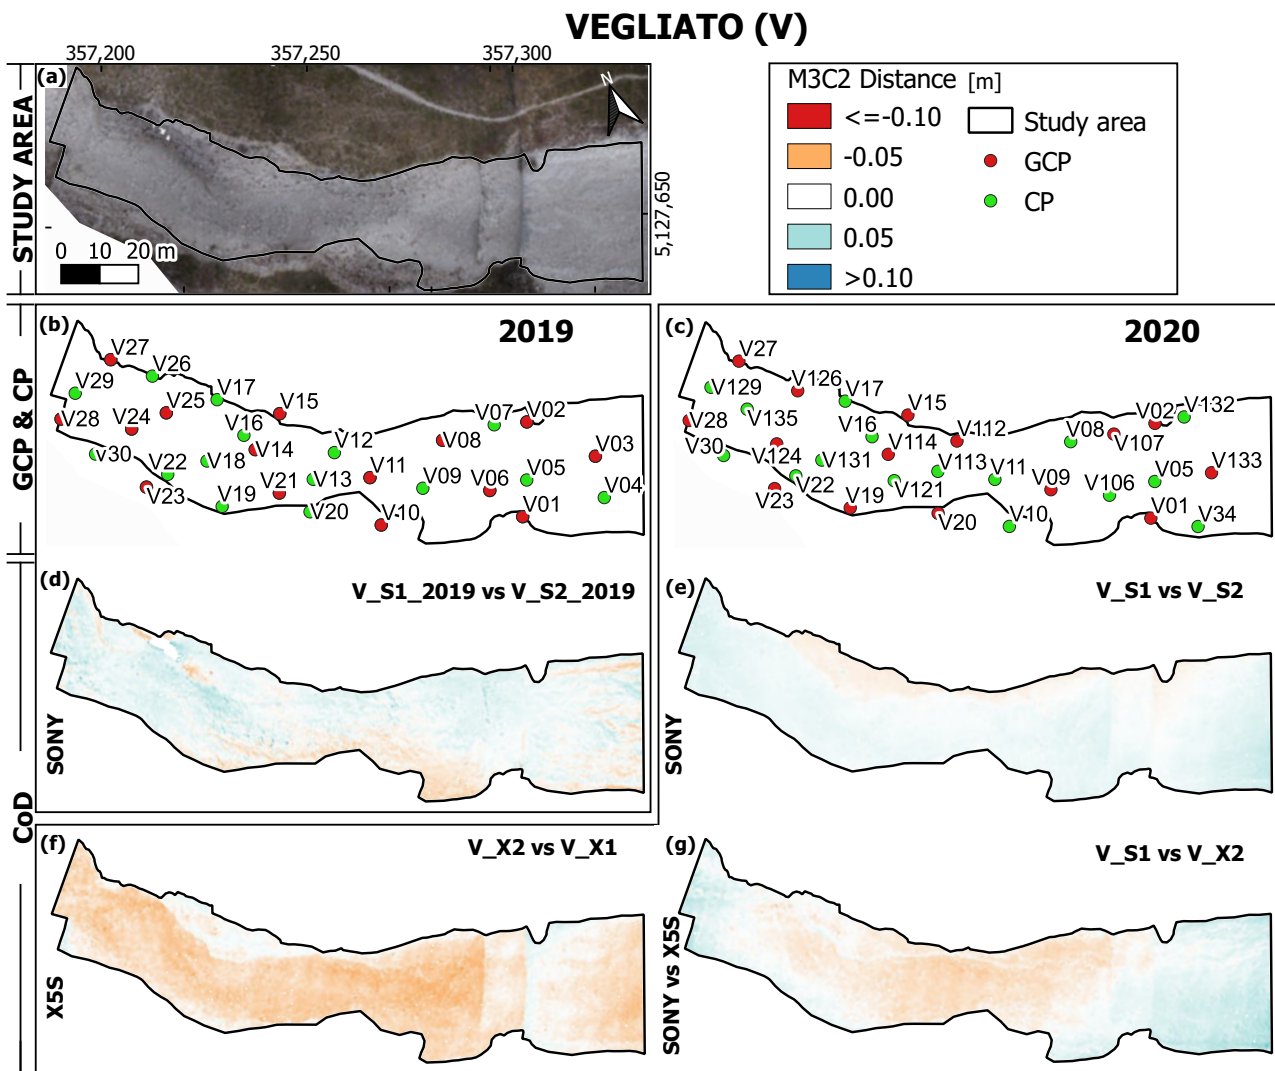 VEGLIATO (V)
357,200
357,250
357,300
(a)
N
STUDY AREA
5,127,650
0 10 20 m
M3C2 Distance [m]
<=-0.10
-0.05
0.00
0.05
>0.10
Study area
GCP
CP
GCP & CP
(b)
2019
V27
V26
V29
V25
V17
V15
V28
V24
V16
V07
V02
V14
V12
V08
V03
v30
V22
V18
V11
V23
V21
V13
V09
V06
V05
V04
V19
V20
V10
V01
(c)
2020
V27
V129
V126
V17
V132
V28
V135
V15
V02
V16
V112
V08
V107
V30
V124
V114
V131
V113
V11
V133
V22
V121
V09
V106
V05
V23
V19
V20
V10
V01
V34
CoD
(d)
V_S1_2019 vs V_S2_2019
SONY
(e)
V_S1 vs V_S2
SONY
(f)
V_X2 vs V_X1
X5S
(g)
V_S1 vs V_X2
SONY vs X5S